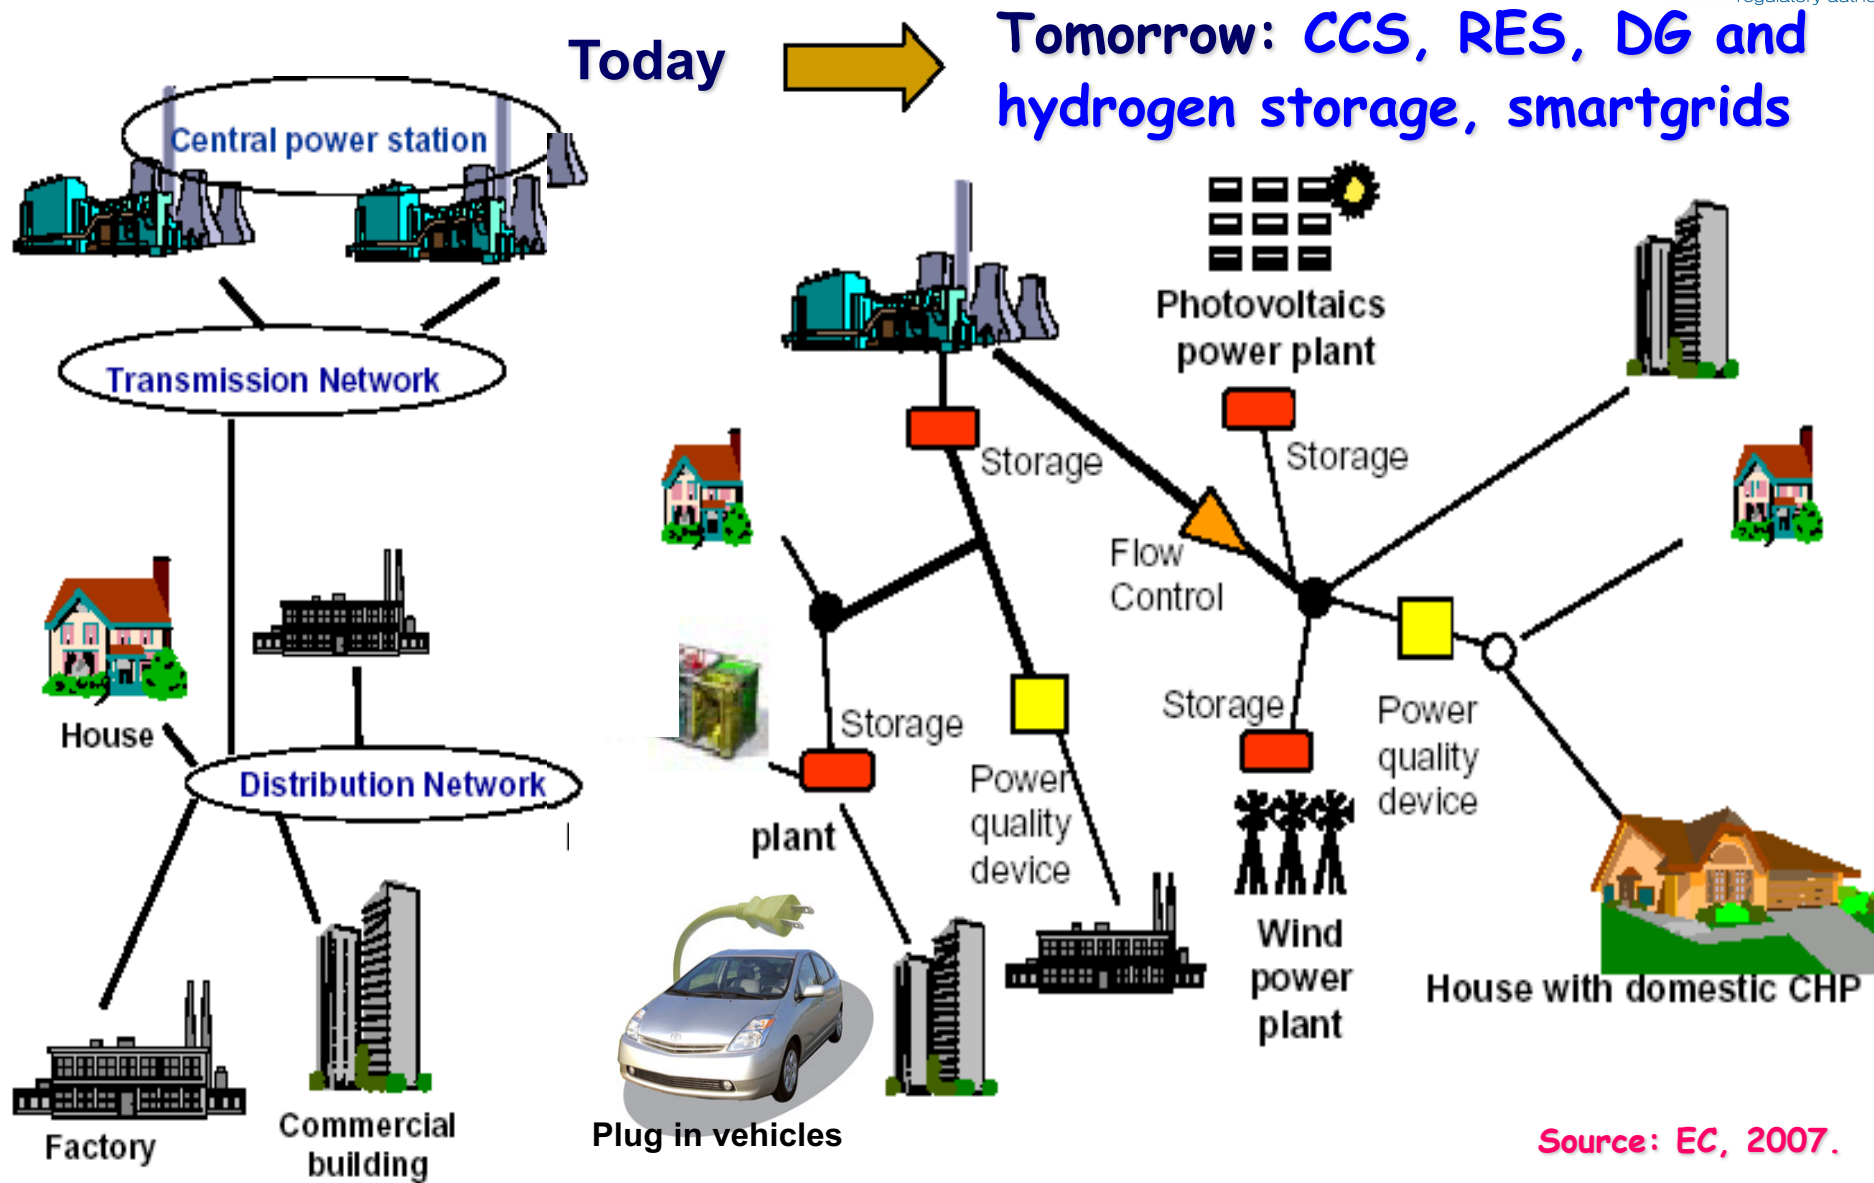 Today
Tomorrow: CCS, RES, DG and
hydrogen storage, smartgrids
Central power station
Transmission Network
House
Distribution Network
Factory
Commercial
building
Photovoltaics
power plant
Storage
Storage
Flow
Control
Storage
Storage
Power
quality
device
Power
quality
device
plant
Wind
power
plant
House with domestic CHP
Plug in vehicles
Source: EC, 2007.